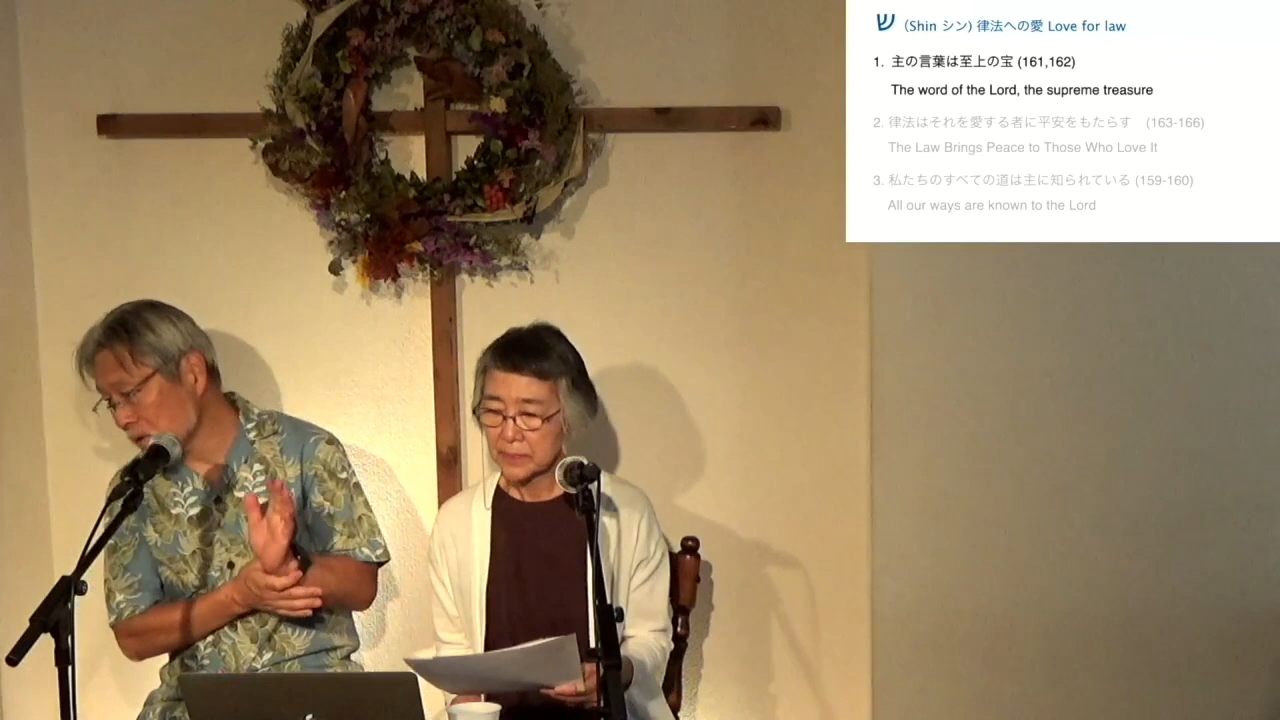 ש (Shin シン) 律法への愛 Love for law
1. 主の言葉は至上の宝 (161,162)
The word of the Lord, the supreme treasure
2. 律法はそれを愛する者に平安をもたらす (163-166)
The Law Brings Peace to Those Who Love It
3. 私たちのすべての道は主に知られている (159-160)
All our ways are known to the Lord